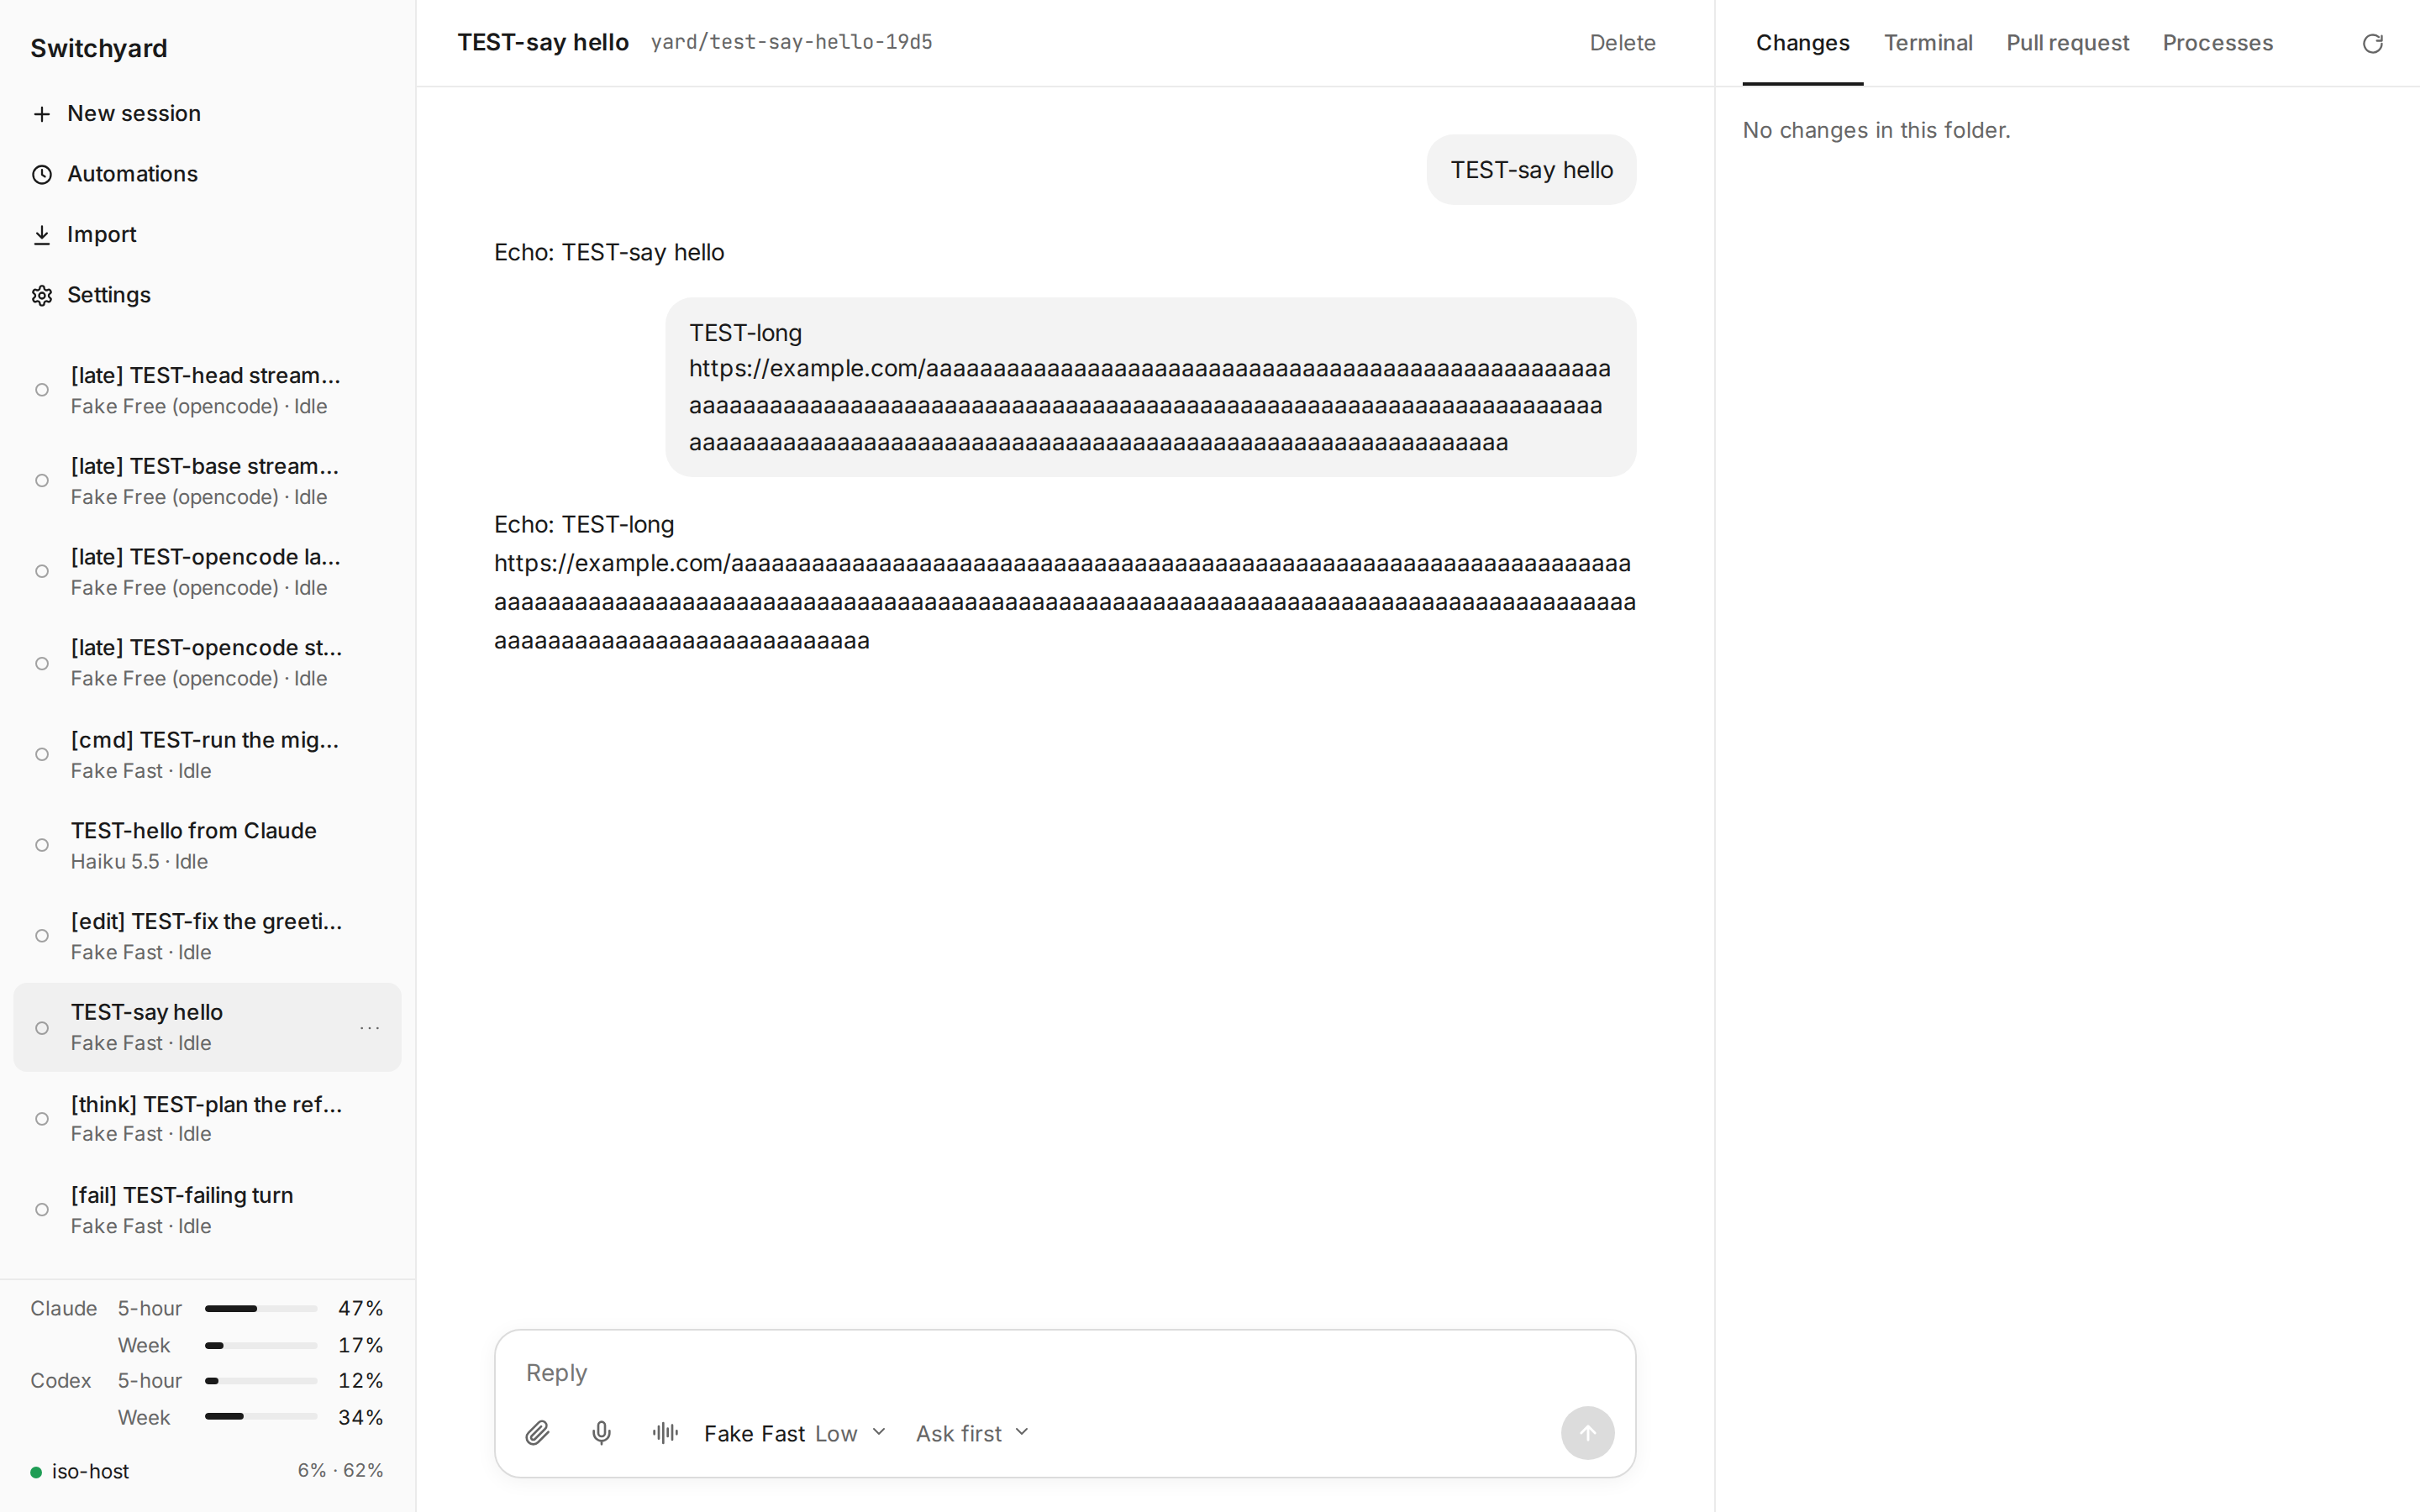 Switchyard
New session
Automations
Import
Settings
[late] TEST-head stream...
Fake Free (opencode) · Idle
[late] TEST-base stream...
Fake Free (opencode) · Idle
[late] TEST-opencode la...
Fake Free (opencode) · Idle
[late] TEST-opencode st...
Fake Free (opencode) · Idle
[cmd] TEST-run the mig...
Fake Fast · Idle
TEST-hello from Claude
Haiku 5.5 · Idle
[edit] TEST-fix the greeti...
Fake Fast · Idle
TEST-say hello
Fake Fast · Idle
[think] TEST-plan the ref...
Fake Fast · Idle
[fail] TEST-failing turn
Fake Fast · Idle
Claude 5-hour 47%
Week 17%
Codex 5-hour 12%
Week 34%
iso-host 6% · 62%
TEST-say hello yard/test-say-hello-19d5 Delete
TEST-say hello
Echo: TEST-say hello
TEST-long
https://example.com/aaaaaaaaaaaaaaaaaaaaaaaaaaaaaaaaaaaaaaaaaaaaaaaaaaa
aaaaaaaaaaaaaaaaaaaaaaaaaaaaaaaaaaaaaaaaaaaaaaaaaaaaaaaaaaaaaaaaaaaa
aaaaaaaaaaaaaaaaaaaaaaaaaaaaaaaaaaaaaaaaaaaaaaaaaaaaaaaaaaaaa
Echo: TEST-long
https://example.com/aaaaaaaaaaaaaaaaaaaaaaaaaaaaaaaaaaaaaaaaaaaaaaaaaaaaaaaaaaaaaaaaaaa
aaaaaaaaaaaaaaaaaaaaaaaaaaaaaaaaaaaaaaaaaaaaaaaaaaaaaaaaaaaaaaaaaaaaaaaaaaaaaaaaaaaaa
aaaaaaaaaaaaaaaaaaaaaaaaaaaa
Reply
Fake Fast Low Ask first
Changes Terminal Pull request Processes
No changes in this folder.